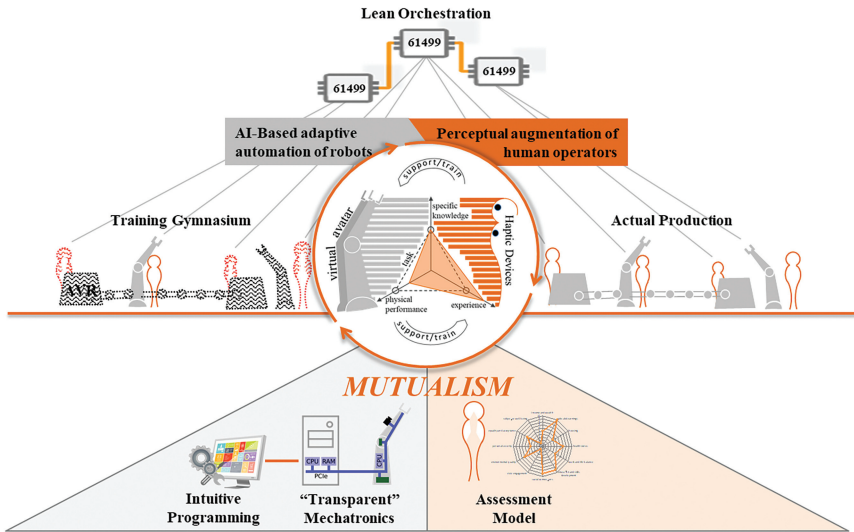 Lean Orchestration
61499
61499
61499
AI-Based adaptive
automation of robots
Perceptual augmentation of
human operators
support/train
Training Gymnasium
Actual Production
specific
knowledge
virtual avatar
task
Haptic Devices
AVR
physical
performance
experience
support/train
MUTUALISM
CPU
RAM
CPU
PCIe
Intuitive
Programming
“Transparent”
Mechatronics
Assessment
Model